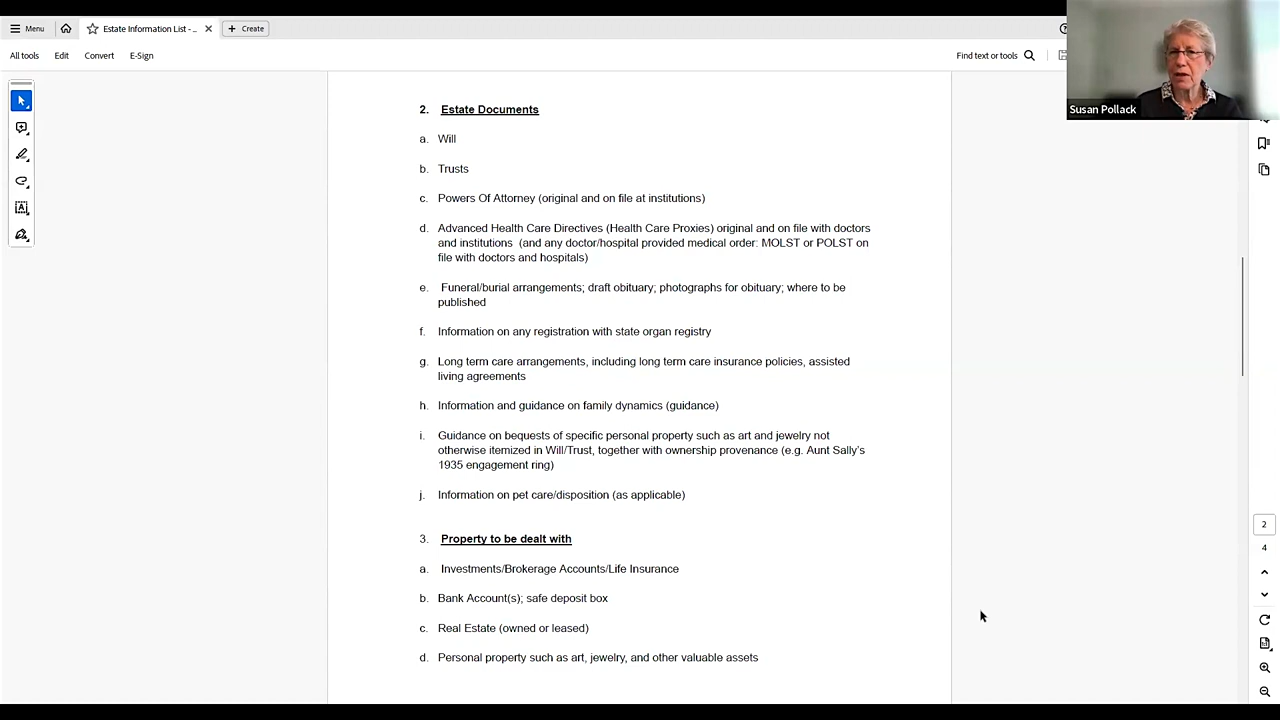 Menu
Estate Information List - ...
Create
All tools
Edit
Convert
E-Sign
Find text or tools
Susan Pollack
2. Estate Documents
a. Will
b. Trusts
c. Powers Of Attorney (original and on file at institutions)
d. Advanced Health Care Directives (Health Care Proxies) original and on file with doctors
and institutions (and any doctor/hospital provided medical order: MOLST or POLST on
file with doctors and hospitals)
e. Funeral/burial arrangements; draft obituary; photographs for obituary; where to be
published
f. Information on any registration with state organ registry
g. Long term care arrangements, including long term care insurance policies, assisted
living agreements
h. Information and guidance on family dynamics (guidance)
i. Guidance on bequests of specific personal property such as art and jewelry not
otherwise itemized in Will/Trust, together with ownership provenance (e.g. Aunt Sally's
1935 engagement ring)
j. Information on pet care/disposition (as applicable)
3. Property to be dealt with
a. Investments/Brokerage Accounts/Life Insurance
b. Bank Account(s); safe deposit box
c. Real Estate (owned or leased)
d. Personal property such as art, jewelry, and other valuable assets
2
4